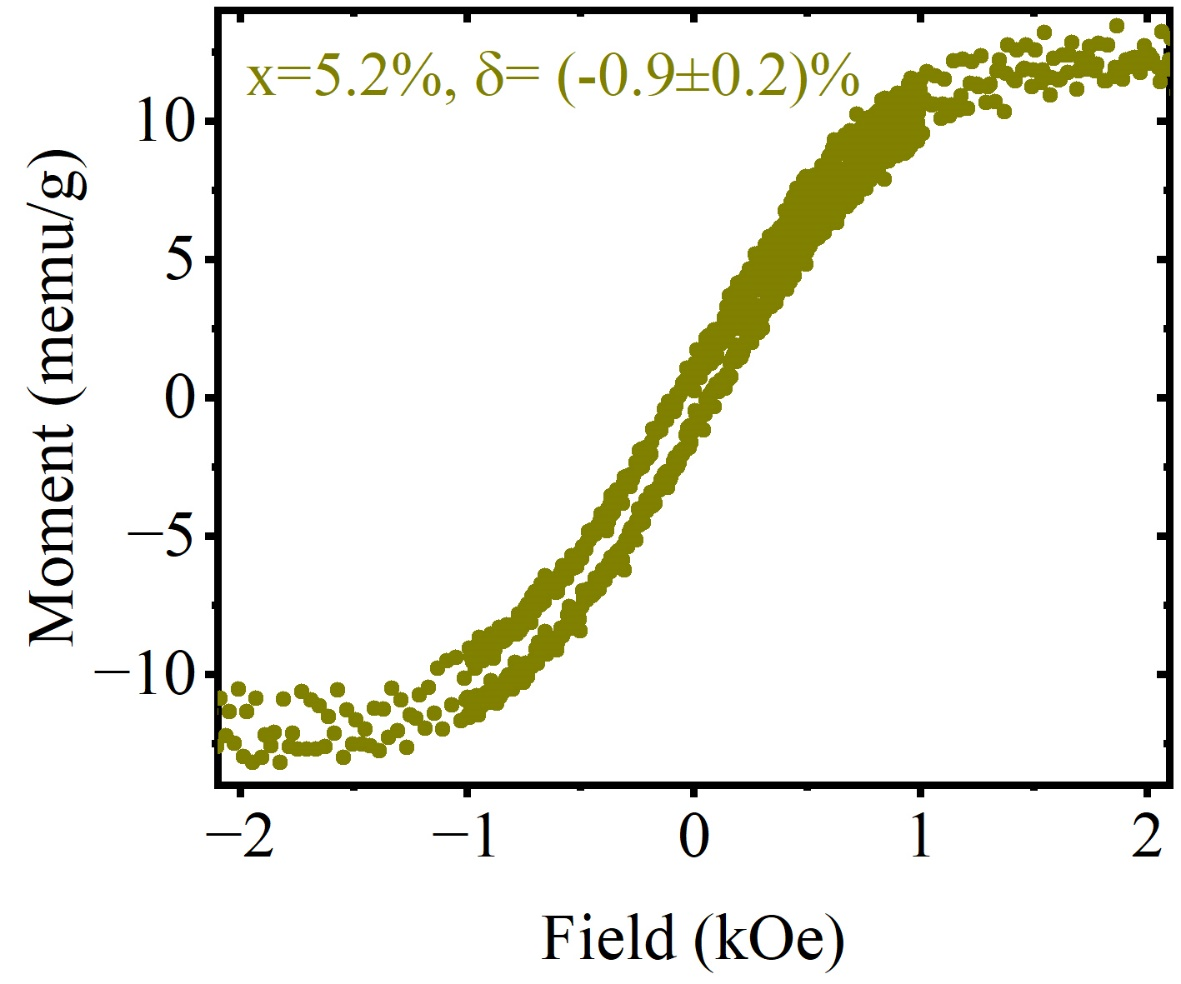 x=5.2%, δ= (-0.9±0.2)%
10
5
0
−5
−10
Moment (memu/g)
−2 −1 0 1 2
Field (kOe)